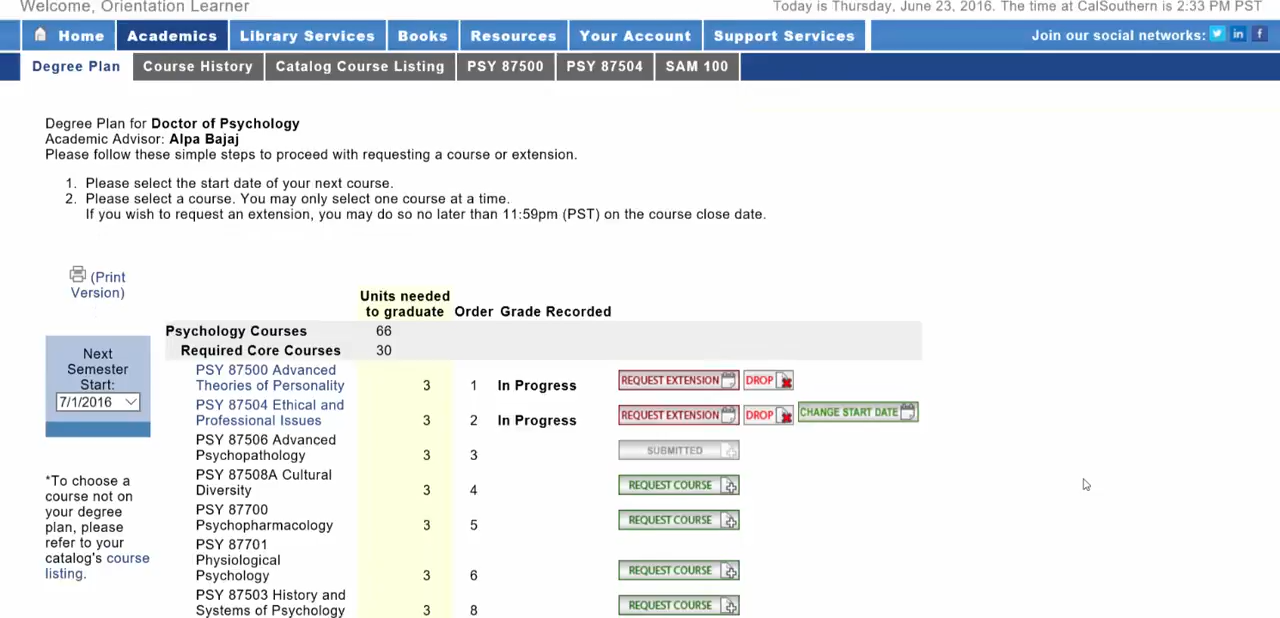 Welcome, Orientation Learner
Today is Thursday, June 23, 2016. The time at CalSouthern is 2:33 PM PST
Home Academics Library Services Books Resources Your Account Support Services Join our social networks:
Degree Plan Course History Catalog Course Listing PSY 87500 PSY 87504 SAM 100
Degree Plan for Doctor of Psychology
Academic Advisor: Alpa Bajaj
Please follow these simple steps to proceed with requesting a course or extension.
1. Please select the start date of your next course.
2. Please select a course. You may only select one course at a time.
If you wish to request an extension, you may do so no later than 11:59pm (PST) on the course close date.
(Print
Version)
Next
Semester
Start:
7/1/2016
*To choose a
course not on
your degree
plan, please
refer to your
catalog's course
listing.
Units needed
to graduate Order Grade Recorded
Psychology Courses 66
Required Core Courses 30
PSY 87500 Advanced
Theories of Personality 3 1 In Progress REQUEST EXTENSION DROP
PSY 87504 Ethical and
Professional Issues 3 2 In Progress REQUEST EXTENSION DROP CHANGE START DATE
PSY 87506 Advanced
Psychopathology 3 3 SUBMITTED
PSY 87508A Cultural
Diversity 3 4 REQUEST COURSE
PSY 87700
Psychopharmacology 3 5 REQUEST COURSE
PSY 87701
Physiological
Psychology 3 6 REQUEST COURSE
PSY 87503 History and
Systems of Psychology 3 8 REQUEST COURSE